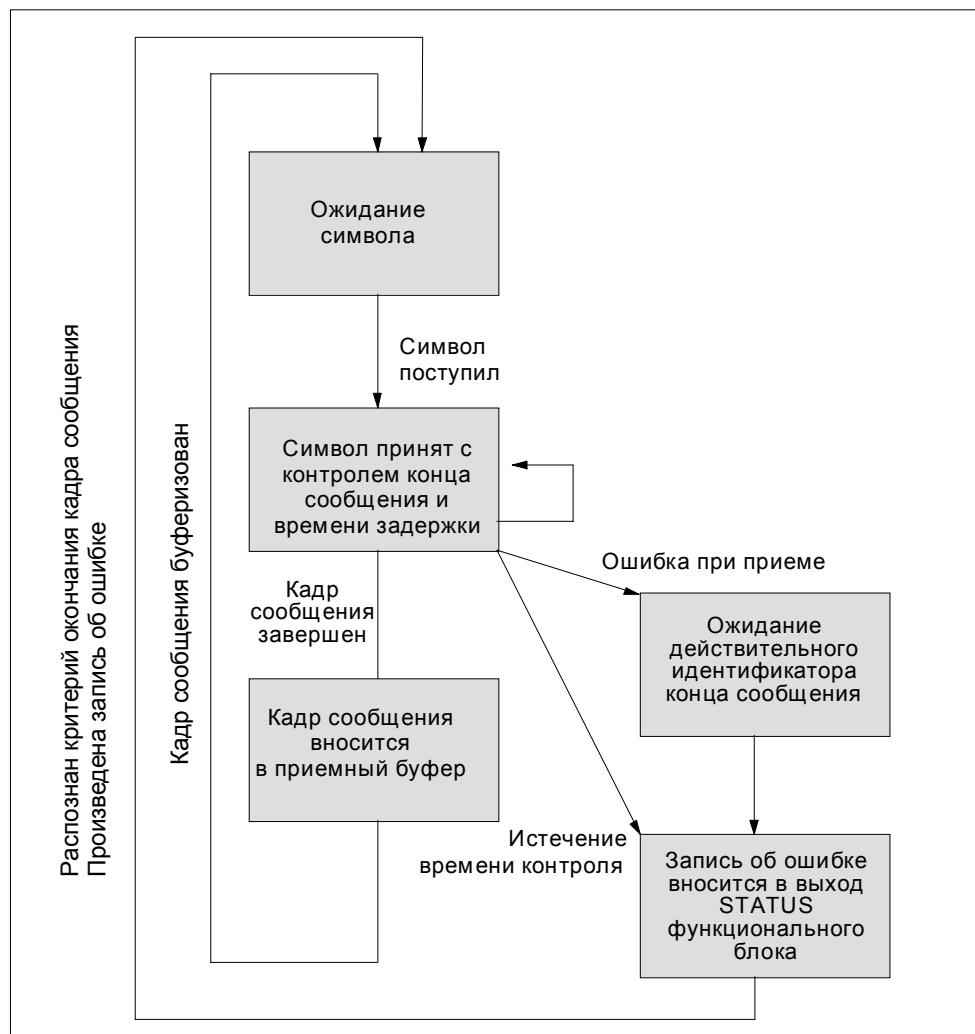 Ожидание
символа
Символ
поступил
Символ принят с
контролем конца
сообщения и
времени задержки
Ошибка при приеме
Кадр
сообщения
завершен
Ожидание
действительного
идентификатора
конца сообщения
Кадр сообщения
вносится
в приемный буфер
Истечение
времени контроля
Запись об ошибке
вносится в выход
STATUS
функционального
блока
Кадр сообщения буферизован
Распознан критерий окончания кадра сообщения
Произведена запись об ошибке